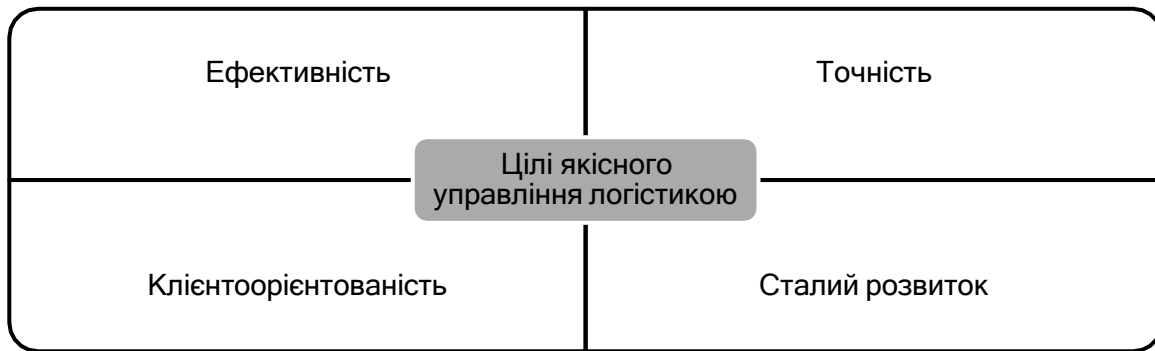 Ефективність
Точність
Цілі якісного
управління логістикою
Клієнтоорієнтованість
Сталий розвиток